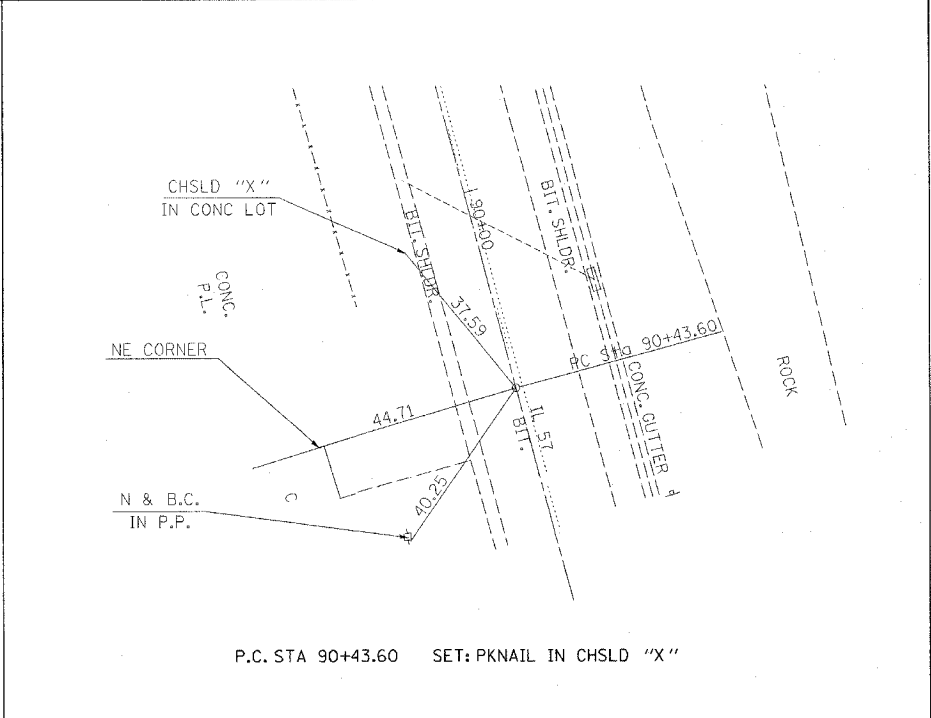 CHSLD "X"
IN CONC LOT
CONC.
P.L.
BIT. SHLDR.
90+00
BIT. SHLDR.
37.59
NE CORNER
PC Sta 90+43.60
ROCK
44.71
IL 57
BIT.
CONC. GUTTER
N & B.C.
IN P.P.
40.25
C
P.C. STA 90+43.60 SET: PKNAIL IN CHSLD "X"